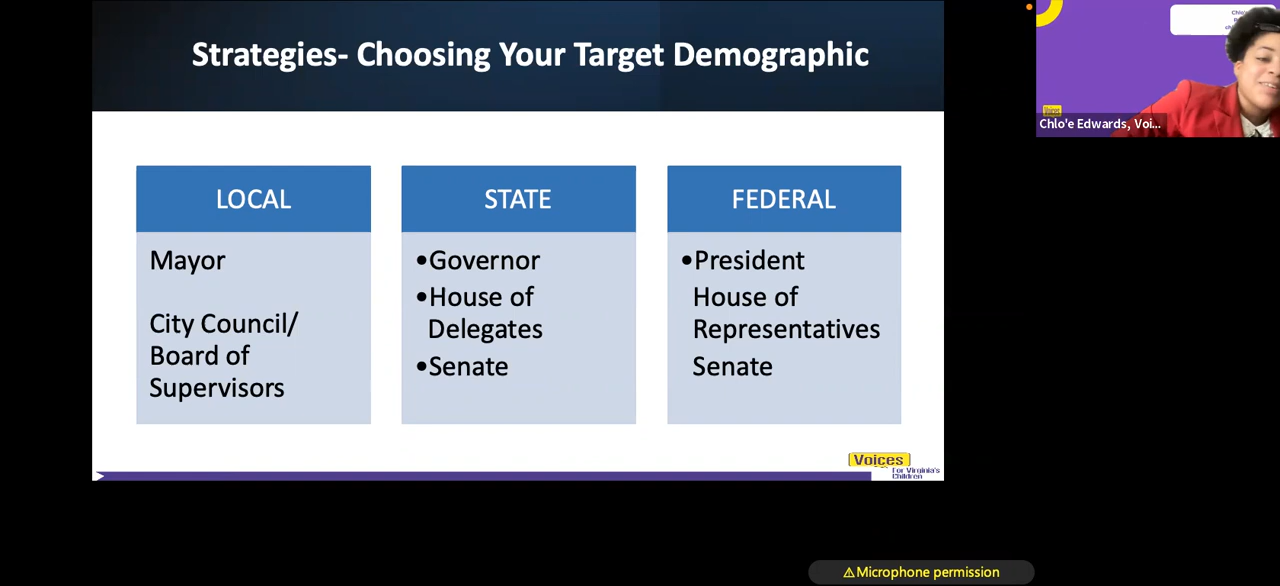 Strategies- Choosing Your Target Demographic
LOCAL
Mayor
City Council/
Board of
Supervisors
STATE
•Governor
•House of
Delegates
•Senate
FEDERAL
•President
House of
Representatives
Senate
Voices
For Virginia's
Children
Chlo'e Edwards, Voi...
⚠Microphone permission